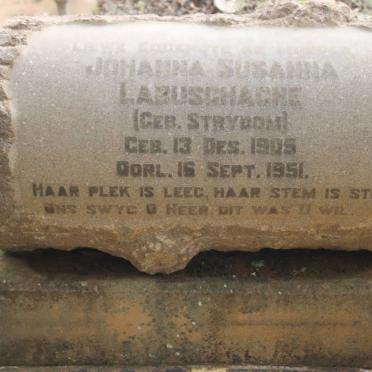 JOHANNA SUSANNA
LABUSCHAGNE
(GEB. STRYDOM)
GEB. 13 DES. 1905
OORL. 16 SEPT. 1951.
HAAR PLEK IS LEEG, HAAR STEM IS
ONS SWYG O HEER, DIT WAS U WIL.